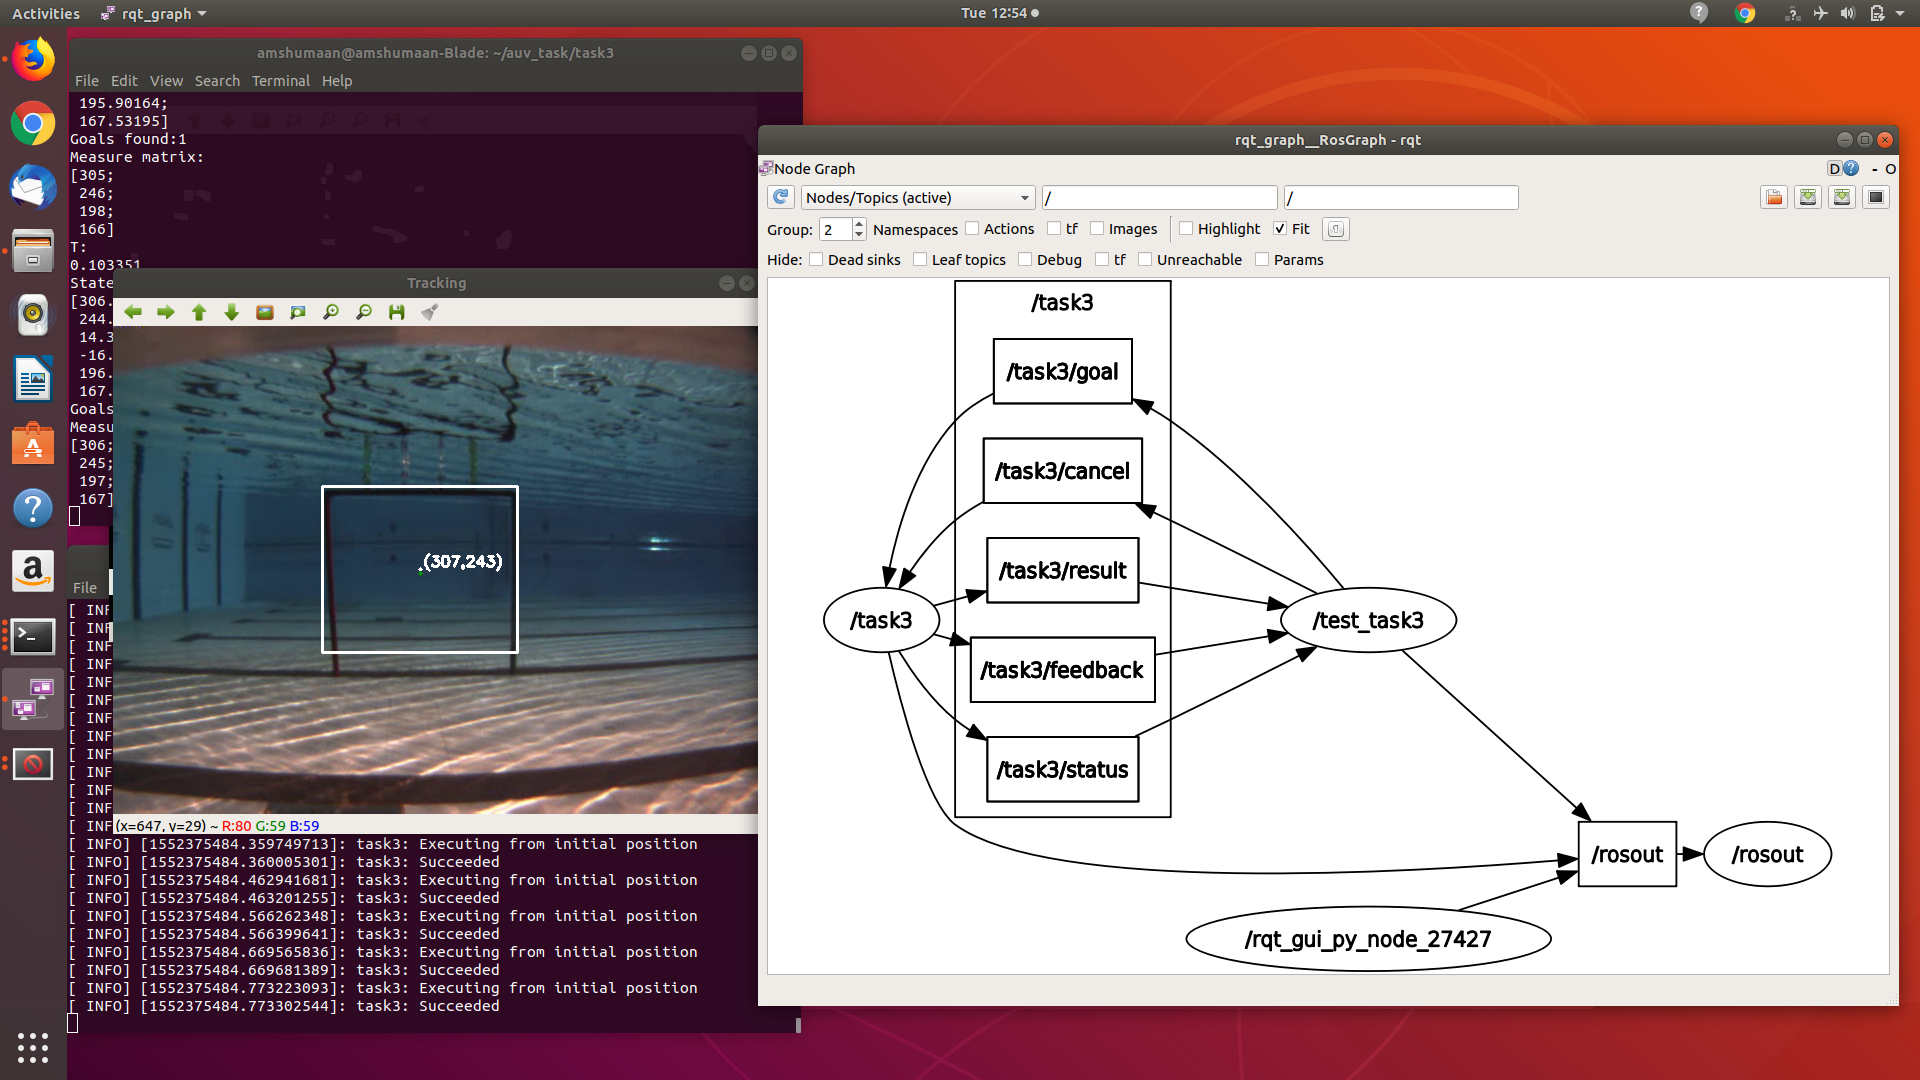 Activities
rqt_graph
Tue 12:54
amshumaan@amshumaan-Blade: ~/auv_task/task3
File Edit View Search Terminal Help
195.90164;
167.53195]
Goals found:1
Measure matrix:
[305;
246;
198;
166]
T:
0.103351
State
[306.
244.
14.3
-16.
196.
167.
Goals
Measu
[306;
245;
197;
167]
Tracking
(307,243)
(x=647, y=29) ~ R:80 G:59 B:59
File
[ INF
[ INF
[ INF
[ INF
[ INF
[ INF
[ INF
[ INF
[ INF
[ INF
[ INF
[ INF
[ INF
[ INFO] [1552375484.359749713]: task3: Executing from initial position
[ INFO] [1552375484.360005301]: task3: Succeeded
[ INFO] [1552375484.462941681]: task3: Executing from initial position
[ INFO] [1552375484.463201255]: task3: Succeeded
[ INFO] [1552375484.566262348]: task3: Executing from initial position
[ INFO] [1552375484.566399641]: task3: Succeeded
[ INFO] [1552375484.669565836]: task3: Executing from initial position
[ INFO] [1552375484.669681389]: task3: Succeeded
[ INFO] [1552375484.773223093]: task3: Executing from initial position
[ INFO] [1552375484.773302544]: task3: Succeeded
rqt_graph__RosGraph - rqt
Node Graph
D - O
Nodes/Topics (active) / /
Group: 2 Namespaces Actions tf Images Highlight Fit
Hide: Dead sinks Leaf topics Debug tf Unreachable Params
/task3
/task3/goal
/task3/cancel
/task3/result
/task3
/test_task3
/task3/feedback
/task3/status
/rosout
/rosout
/rqt_gui_py_node_27427